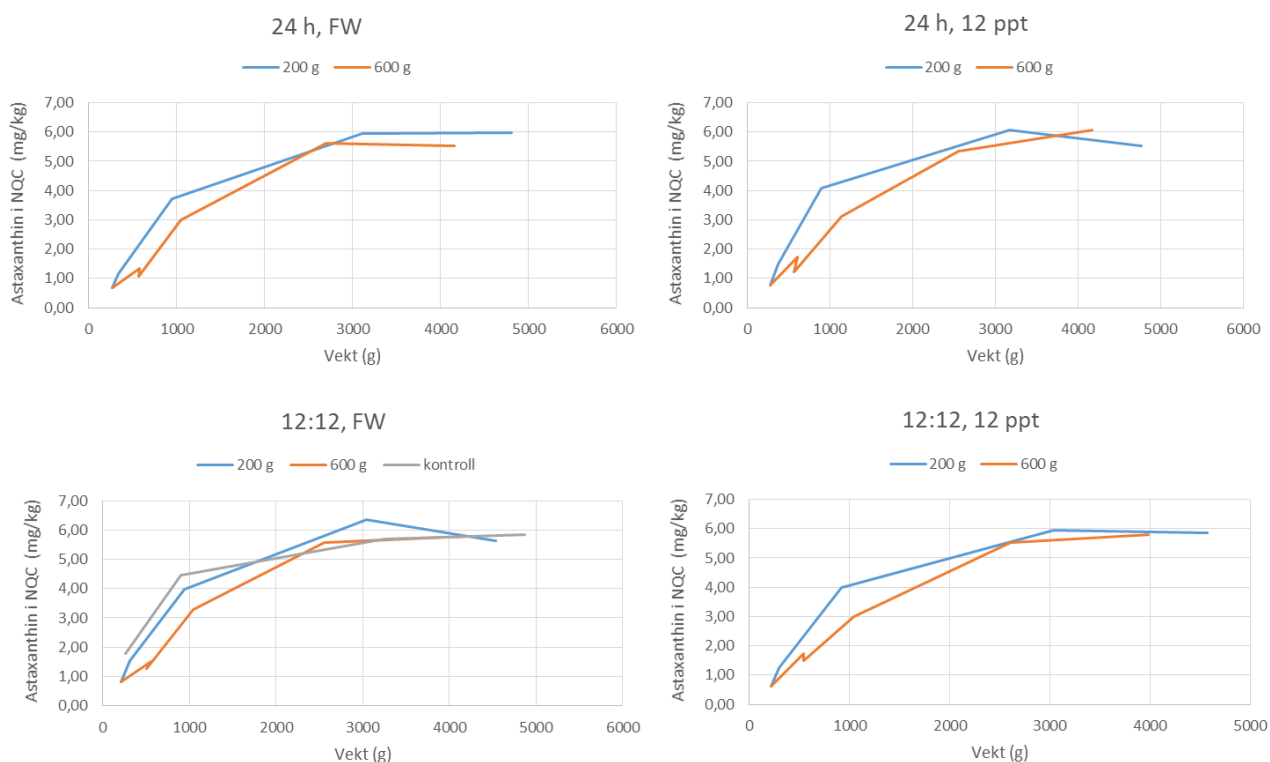 24 h, FW
200 g 600 g
Astaxanthin i NQC (mg/kg)
7,00
6,00
5,00
4,00
3,00
2,00
1,00
0,00
0 1000 2000 3000 4000 5000 6000
Vekt (g)
24 h, 12 ppt
200 g 600 g
Astaxanthin i NQC (mg/kg)
7,00
6,00
5,00
4,00
3,00
2,00
1,00
0,00
0 1000 2000 3000 4000 5000 6000
Vekt (g)
12:12, FW
200 g 600 g kontroll
Astaxanthin i NQC (mg/kg)
7,00
6,00
5,00
4,00
3,00
2,00
1,00
0,00
0 1000 2000 3000 4000 5000 6000
Vekt (g)
12:12, 12 ppt
200 g 600 g
Astaxanthin i NQC (mg/kg)
7,00
6,00
5,00
4,00
3,00
2,00
1,00
0,00
0 1000 2000 3000 4000 5000
Vekt (g)